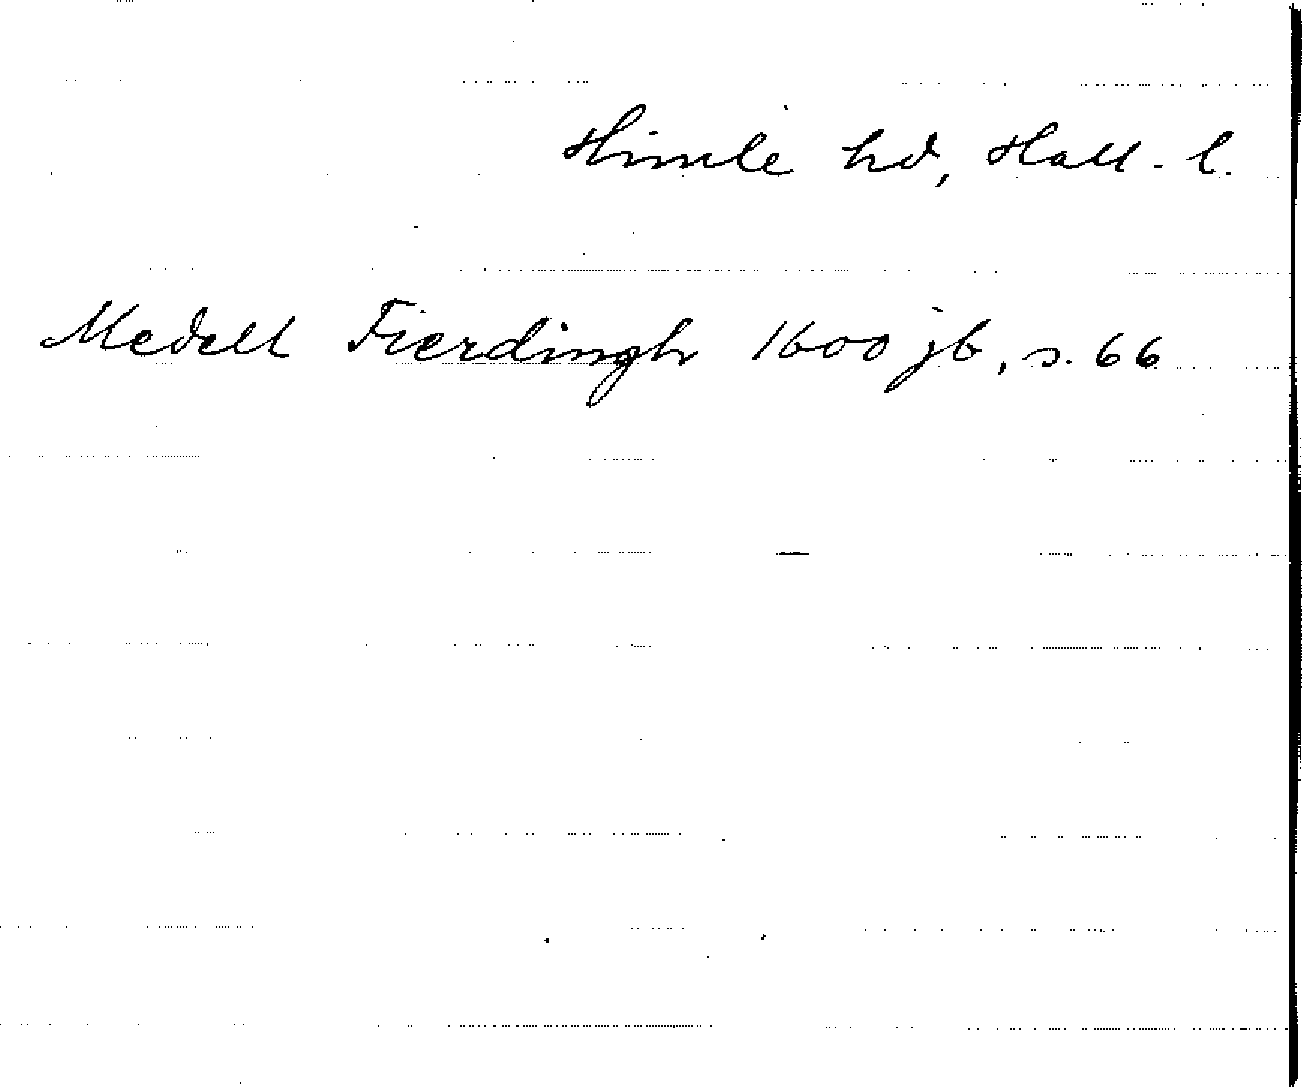 Himle hd, Hall. l.
Medell Fierdingh 1600 jb, s. 66